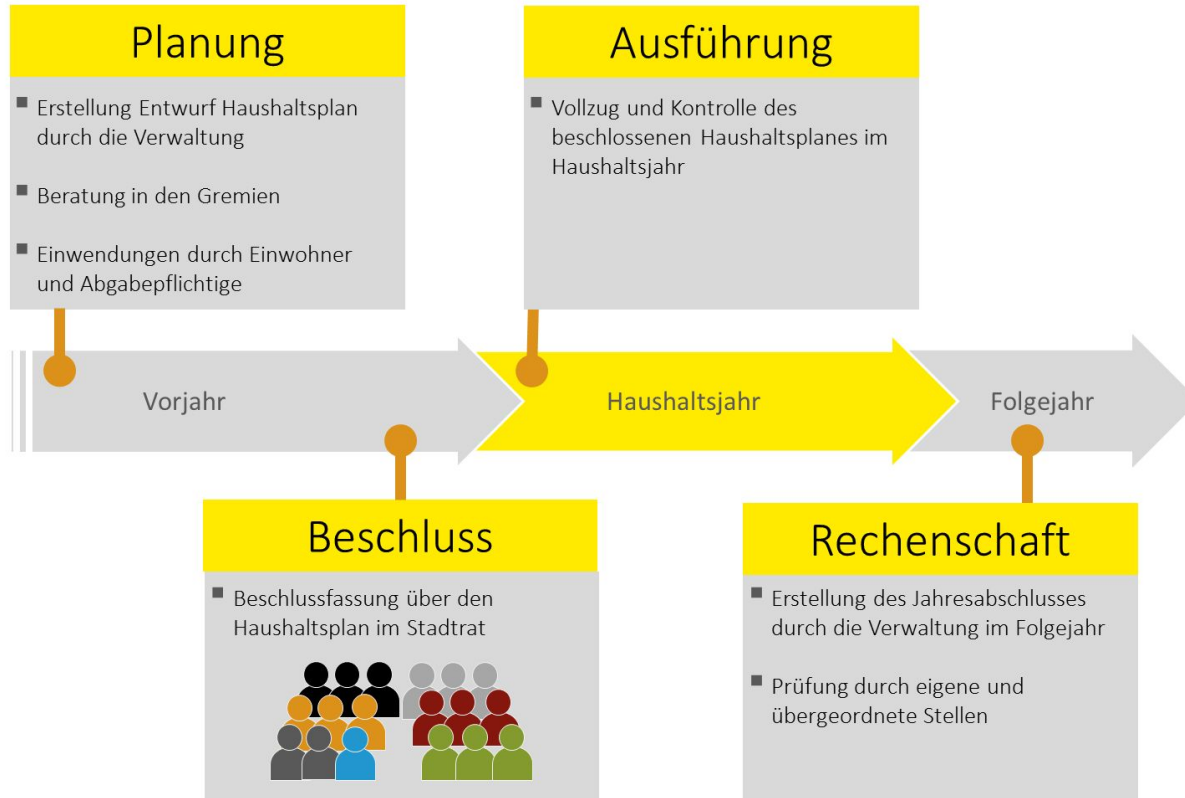 Planung
Erstellung Entwurf Haushaltsplan
durch die Verwaltung
Beratung in den Gremien
Einwendungen durch Einwohner
und Abgabepflichtige
Ausführung
Vollzug und Kontrolle des
beschlossenen Haushaltsplanes im
Haushaltsjahr
Vorjahr
Haushaltsjahr
Folgejahr
Beschluss
Beschlussfassung über den
Haushaltsplan im Stadtrat
Rechenschaft
Erstellung des Jahresabschlusses
durch die Verwaltung im Folgejahr
Prüfung durch eigene und
übergeordnete Stellen